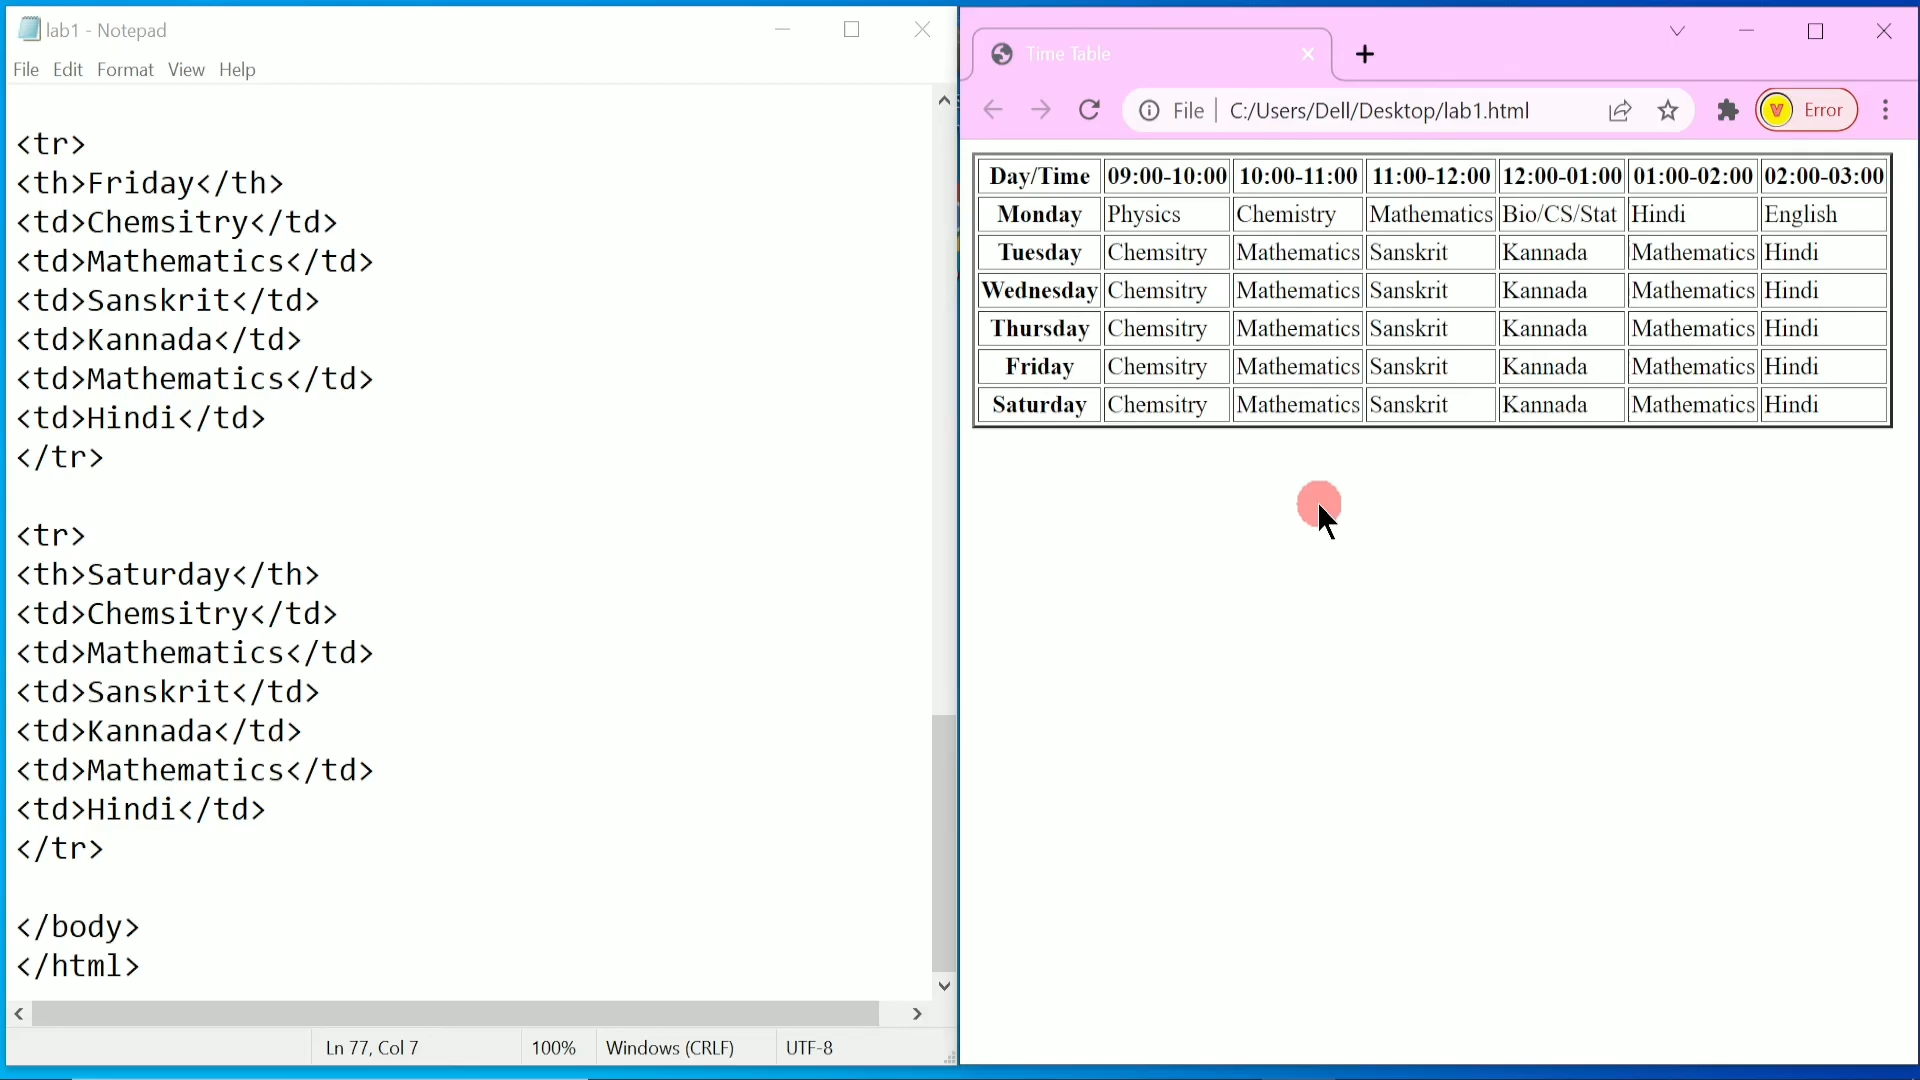 lab1 - Notepad
File Edit Format View Help
<tr>
<th>Friday</th>
<td>Chemsitry</td>
<td>Mathematics</td>
<td>Sanskrit</td>
<td>Kannada</td>
<td>Mathematics</td>
<td>Hindi</td>
</tr>
<tr>
<th>Saturday</th>
<td>Chemsitry</td>
<td>Mathematics</td>
<td>Sanskrit</td>
<td>Kannada</td>
<td>Mathematics</td>
<td>Hindi</td>
</tr>
</body>
</html>
Ln 77, Col 7 100% Windows (CRLF) UTF-8
Time Table
File C:/Users/Dell/Desktop/lab1.html V Error
Day/Time 09:00-10:00 10:00-11:00 11:00-12:00 12:00-01:00 01:00-02:00 02:00-03:00
Monday Physics Chemistry Mathematics Bio/CS/Stat Hindi English
Tuesday Chemsitry Mathematics Sanskrit Kannada Mathematics Hindi
Wednesday Chemsitry Mathematics Sanskrit Kannada Mathematics Hindi
Thursday Chemsitry Mathematics Sanskrit Kannada Mathematics Hindi
Friday Chemsitry Mathematics Sanskrit Kannada Mathematics Hindi
Saturday Chemsitry Mathematics Sanskrit Kannada Mathematics Hindi